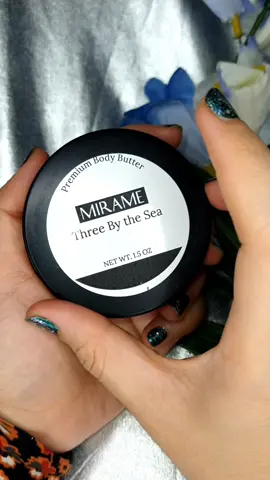 Premium Body Butter
MIRAME
Three By the Sea
NET WT. 1.5 OZ